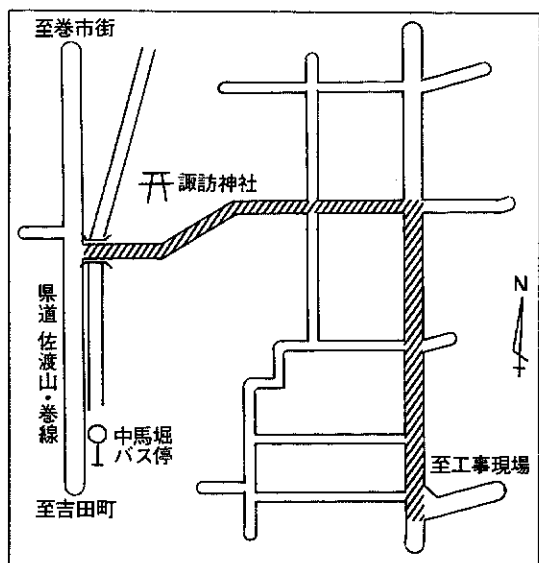 至巻市街
諏訪神社
県道 佐渡山・巻線
N
中馬堀
バス停
至工事現場
至吉田町